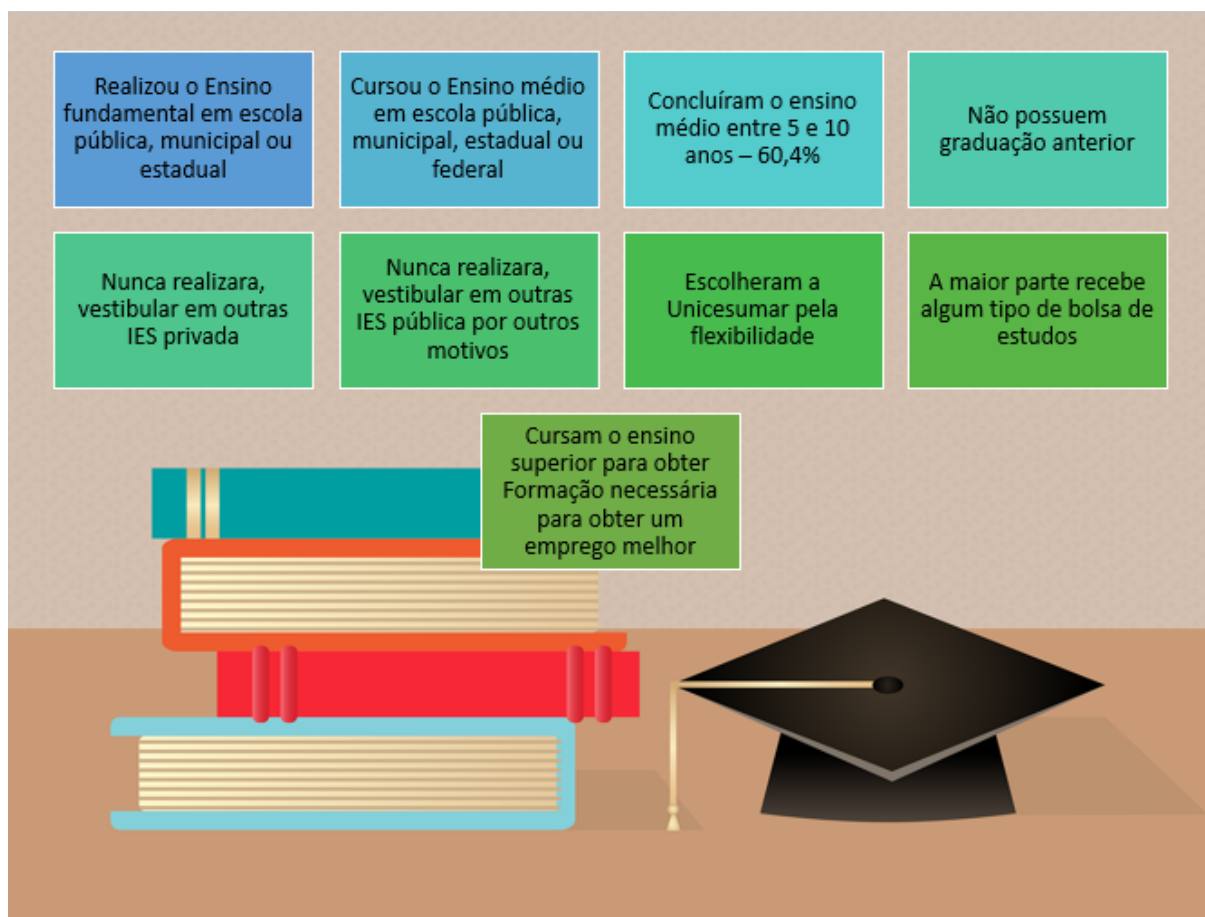 Realizou o Ensino
fundamental em escola
pública, municipal ou
estadual
Cursou o Ensino médio
em escola pública,
municipal, estadual ou
federal
Concluíram o ensino
médio entre 5 e 10
anos – 60,4%
Não possuem
graduação anterior
Nunca realizara,
vestibular em outras
IES privada
Nunca realizara,
vestibular em outras
IES pública por outros
motivos
Escolheram a
Unicesumar pela
flexibilidade
A maior parte recebe
algum tipo de bolsa de
estudos
Cursam o ensino
superior para obter
Formação necessária
para obter um
emprego melhor